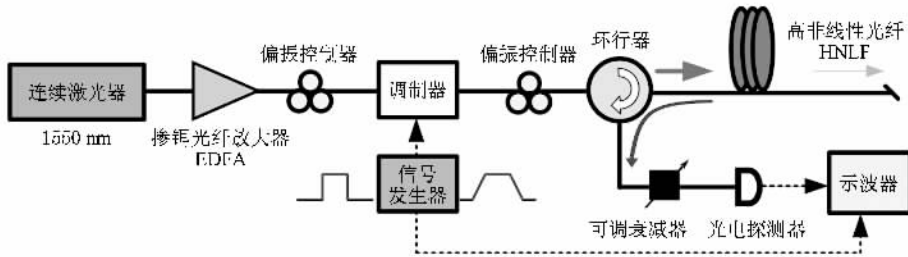 连续激光器
1550 nm
掺铒光纤放大器
EDFA
偏振控制器
调制器
信号
发生器
偏振控制器
环行器
高非线性光纤
HNLF
可调衰减器
光电探测器
示波器